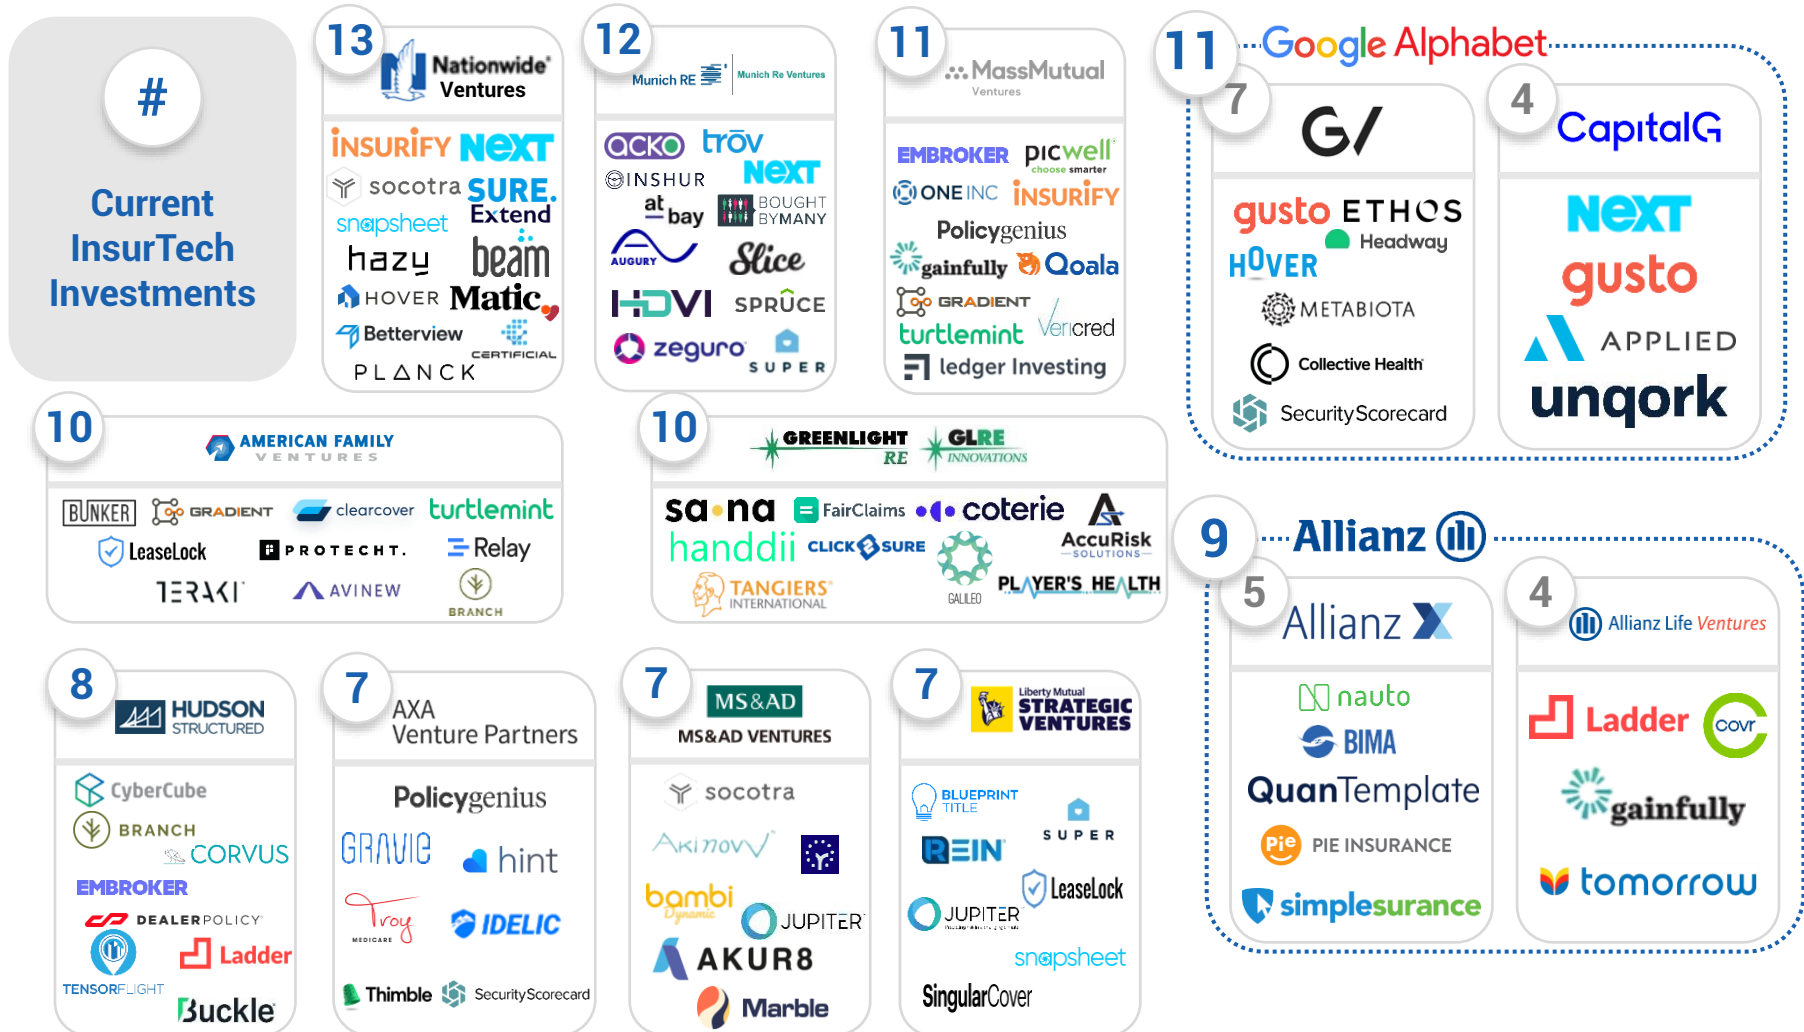 #
Current
InsurTech
Investments
13
Nationwide®
Ventures
INSURIFY NEXT
socotra SURE.
snapsheet Extend
hazy beam
HOVER Matic
Betterview
CERTIFICIAL
PLANCK
12
Munich RE Munich Re Ventures
acko trōv
INSHUR NEXT
at
bay
BOUGHT
BYMANY
AUGURY Slice
HDVI SPRÛCE
zeguro
SUPER
11
MassMutual
Ventures
EMBROKER picwell®
choose smarter
ONE INC INSURIFY
Policygenius
gainfully Qoala
GRADIENT
turtlemint Vericred
ledger Investing
11
Google Alphabet
7
G/
gusto ETHOS
Headway
HOVER
METABIOTA
Collective Health
SecurityScorecard
4
CapitalG
NEXT
gusto
APPLIED
unqork
10
AMERICAN FAMILY
VENTURES
BUNKER GRADIENT clearcover turtlemint
LeaseLock PROTECHT. Relay
TERAKI AVINEW
BRANCH
10
GREENLIGHT
RE
GLRE
INNOVATIONS
sana FairClaims coterie
AccuRisk
SOLUTIONS
handdii CLICK2SURE
TANGIERS®
INTERNATIONAL
GALILEO
PLAYER'S HEALTH
9
Allianz
5
Allianz X
nauto
BIMA
QuanTemplate
Pie PIE INSURANCE
simplesurance
4
Allianz Life Ventures
Ladder covr
gainfully
tomorrow
8
HUDSON
STRUCTURED
CyberCube
BRANCH
CORVUS
EMBROKER
DEALERPOLICY
Ladder
TENSORFLIGHT
Buckle
7
AXA
Venture Partners
Policygenius
GRAVIE hint
Troy
MEDICARE
IDELIC
Thimble SecurityScorecard
7
MS&AD
MS&AD VENTURES
socotra
Akinovv
r
bambi
Dynamic
JUPITER
AKUR8
Marble
7
Liberty Mutual
STRATEGIC
VENTURES
BLUEPRINT
TITLE
SUPER
REIN
LeaseLock
JUPITER
snapsheet
SingularCover